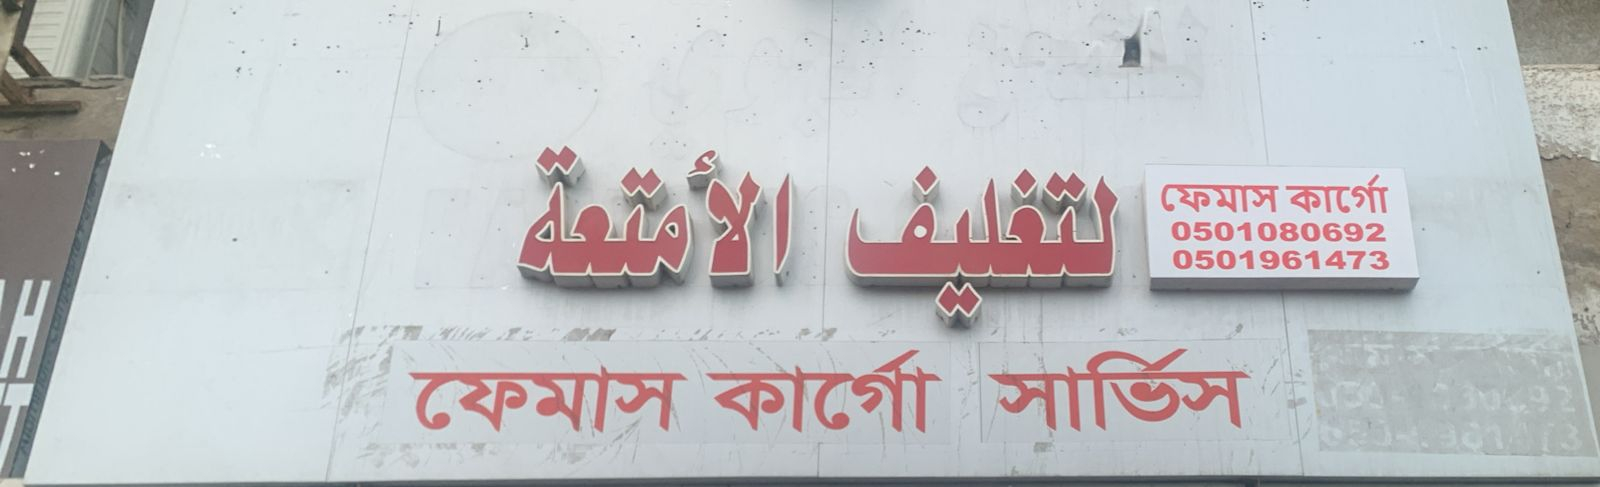 لتغليف الأمتعة
ফেমাস কার্গো
0501080692
0501961473
ফেমাস কার্গো সার্ভিস